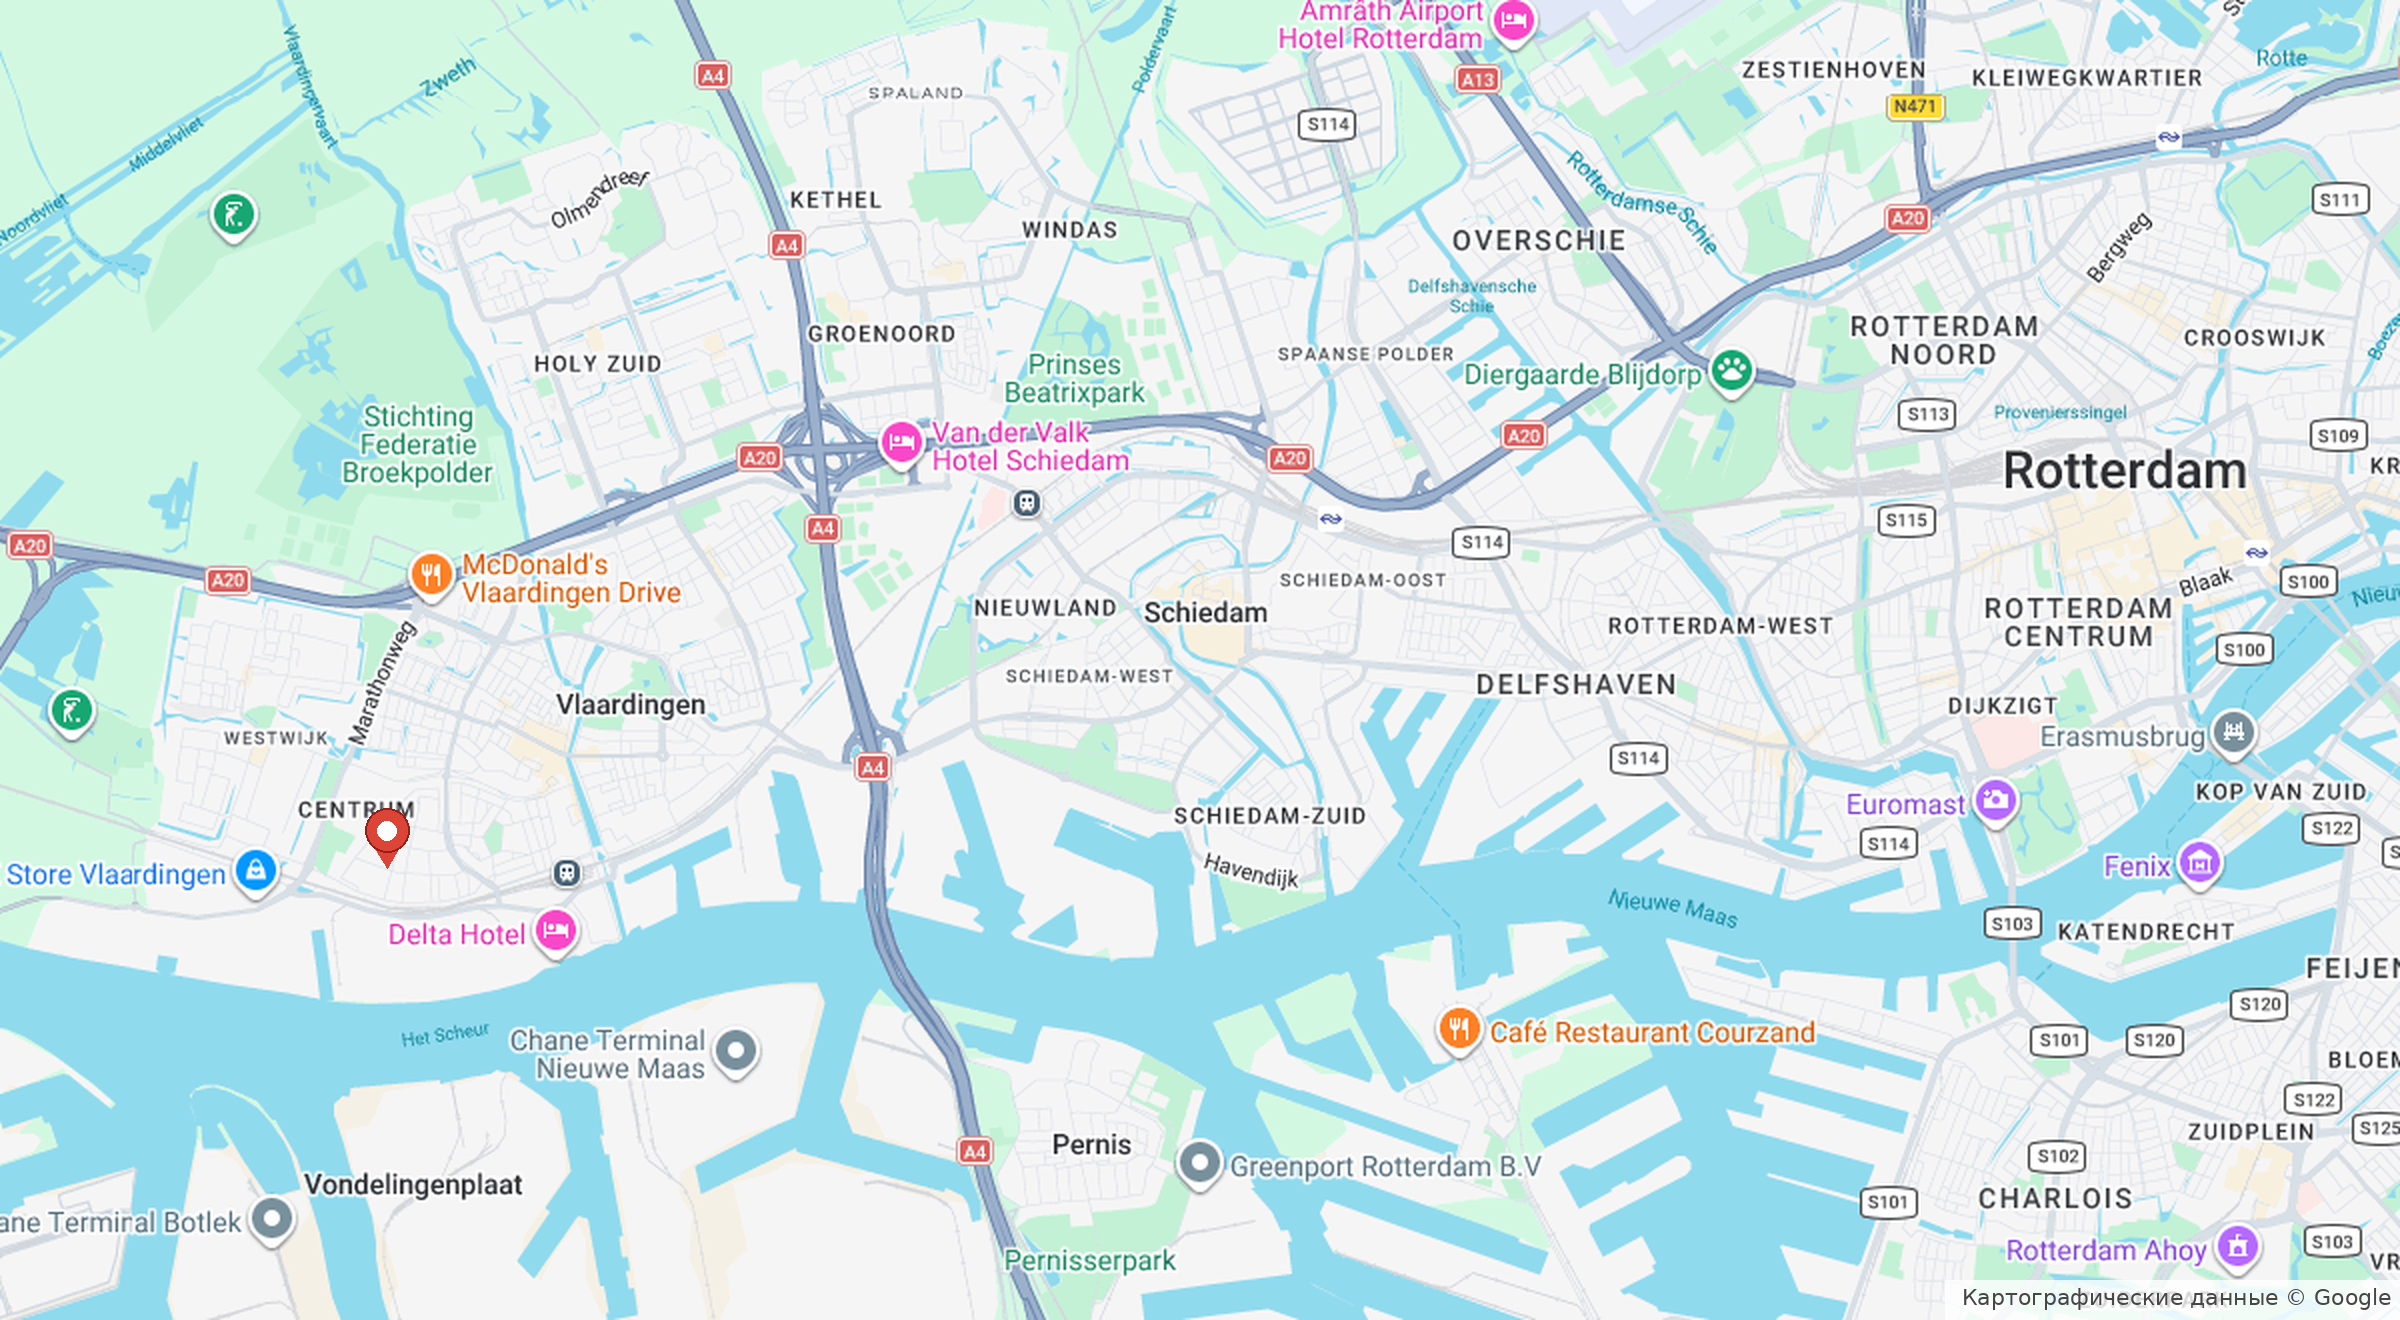 Amrâth Airport
Hotel Rotterdam
A4
A13
ZESTIENHOVEN
KLEIWEGKWARTIER
Rotte
Zweth
Vlaardingervaart
Poldervaart
SPALAND
N471
S114
Middelvliet
Noordvliet
Olmendreef
KETHEL
WINDAS
A4
Rotterdamse Schie
OVERSCHIE
A20
S111
Bergweg
Delfshavensche
Schie
GROENOORD
HOLY ZUID
Prinses
Beatrixpark
SPAANSE POLDER
Diergaarde Blijdorp
ROTTERDAM
NOORD
CROOSWIJK
Stichting
Federatie
Broekpolder
Van der Valk
Hotel Schiedam
A20
A20
A20
S113
Provenierssingel
S109
Rotterdam
A4
A20
A20
McDonald's
Vlaardingen Drive
S114
S115
Blaak
S100
SCHIEDAM-OOST
NIEUWLAND
Schiedam
ROTTERDAM-WEST
ROTTERDAM
CENTRUM
S100
Marathonweg
Vlaardingen
SCHIEDAM-WEST
DELFSHAVEN
DIJKZIGT
Erasmusbrug
WESTWIJK
A4
S114
KOP VAN ZUID
CENTRUM
SCHIEDAM-ZUID
Euromast
S114
S122
Store Vlaardingen
Havendijk
Fenix
Delta Hotel
Nieuwe Maas
S103
KATENDRECHT
Het Scheur
Chane Terminal
Nieuwe Maas
Café Restaurant Courzand
S120
S101
S120
S122
S125
Pernis
Greenport Rotterdam B.V
ZUIDPLEIN
S102
Vondelingenplaat
A4
S101
CHARLOIS
Terminal Botlek
Pernisserpark
Rotterdam Ahoy
S103
Картографические данные © Google